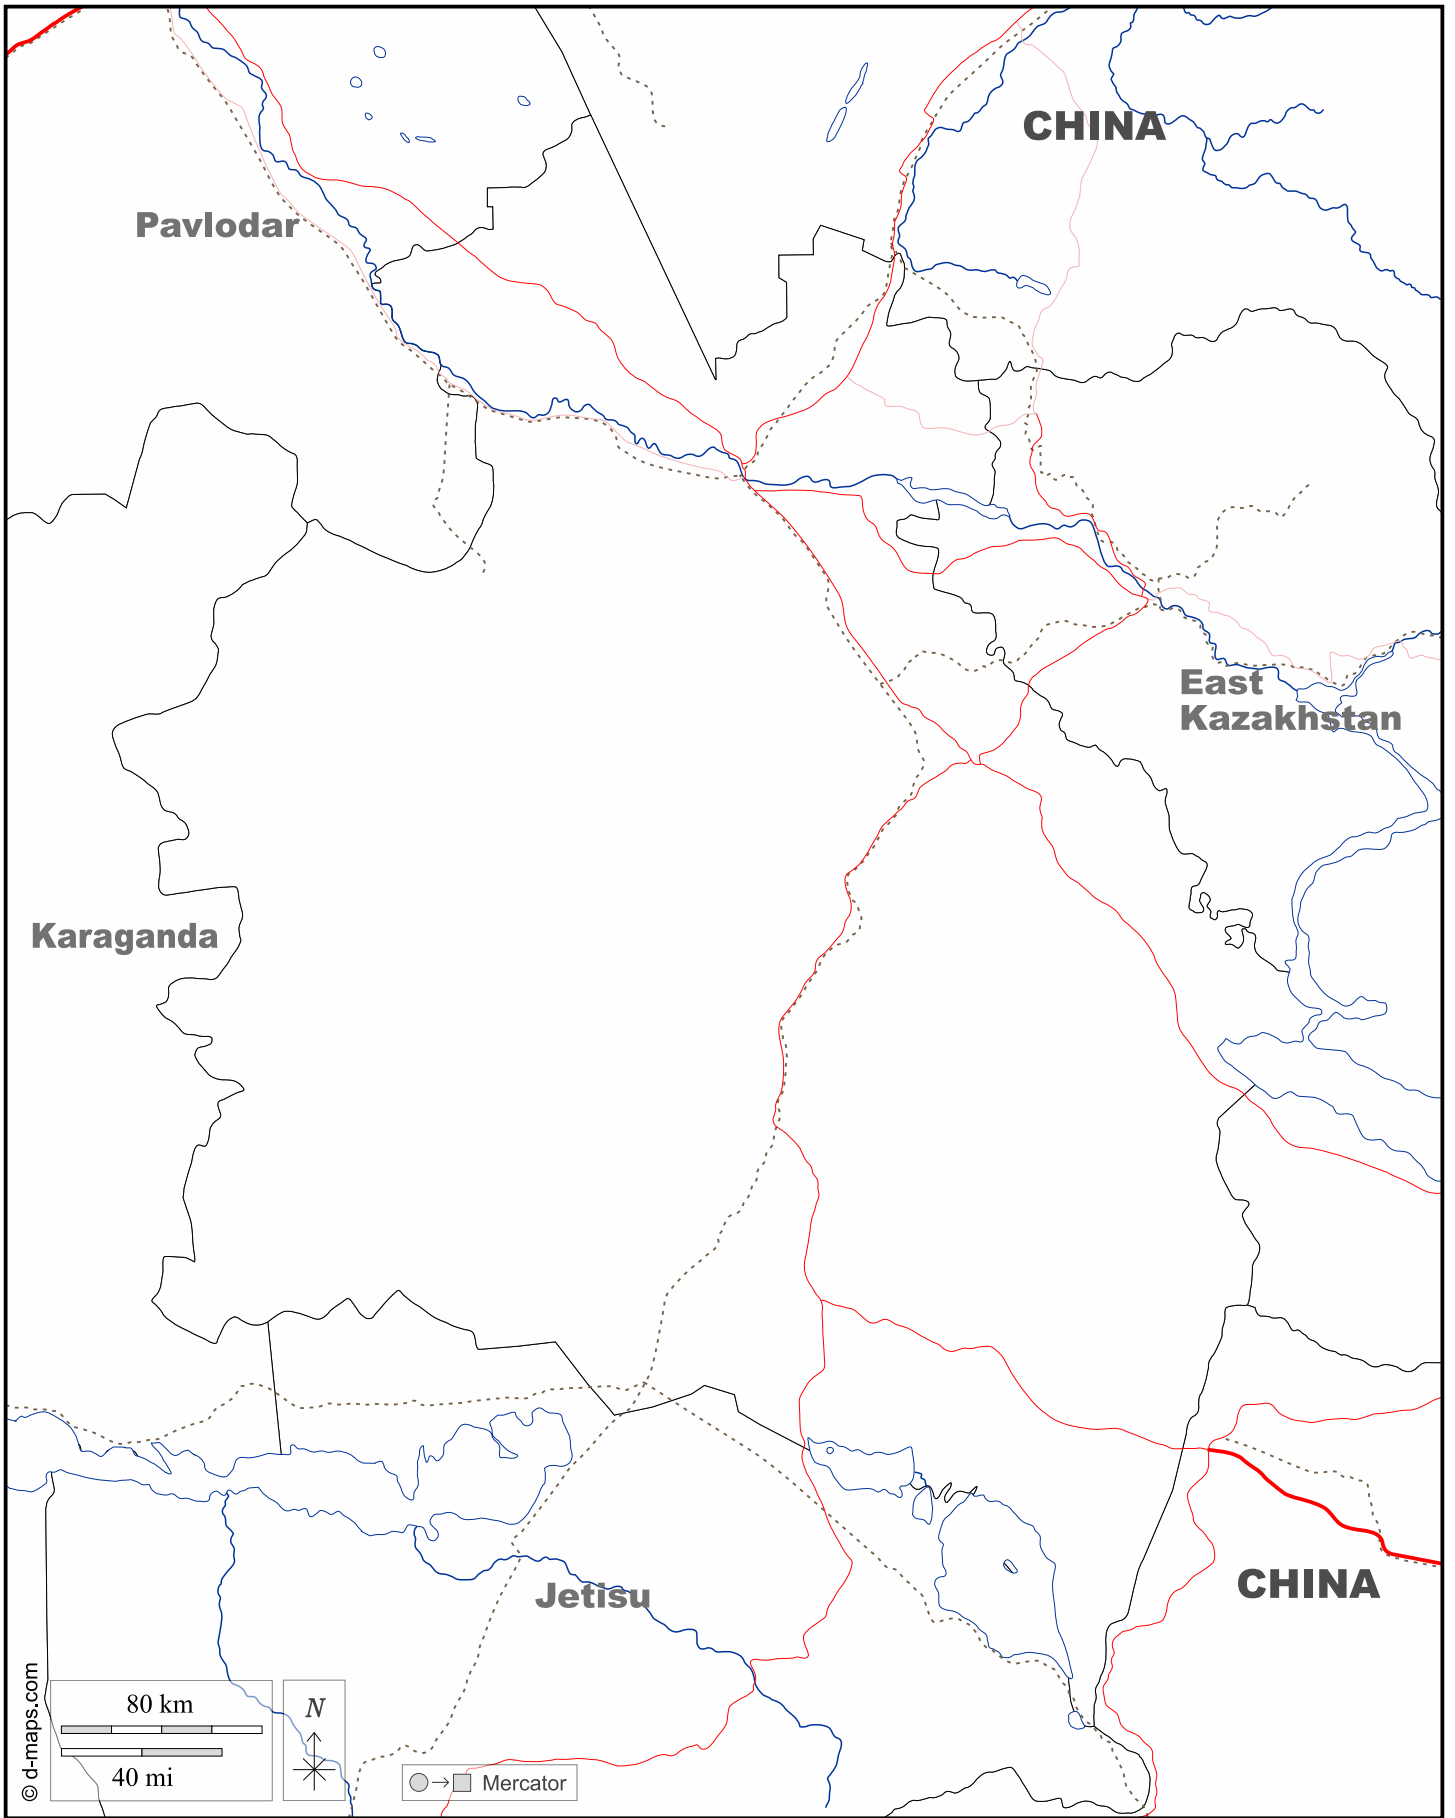 CHINA
Pavlodar
East
Kazakhstan
Karaganda
CHINA
Jetisu
© d-maps.com
80 km
40 mi
N
Mercator